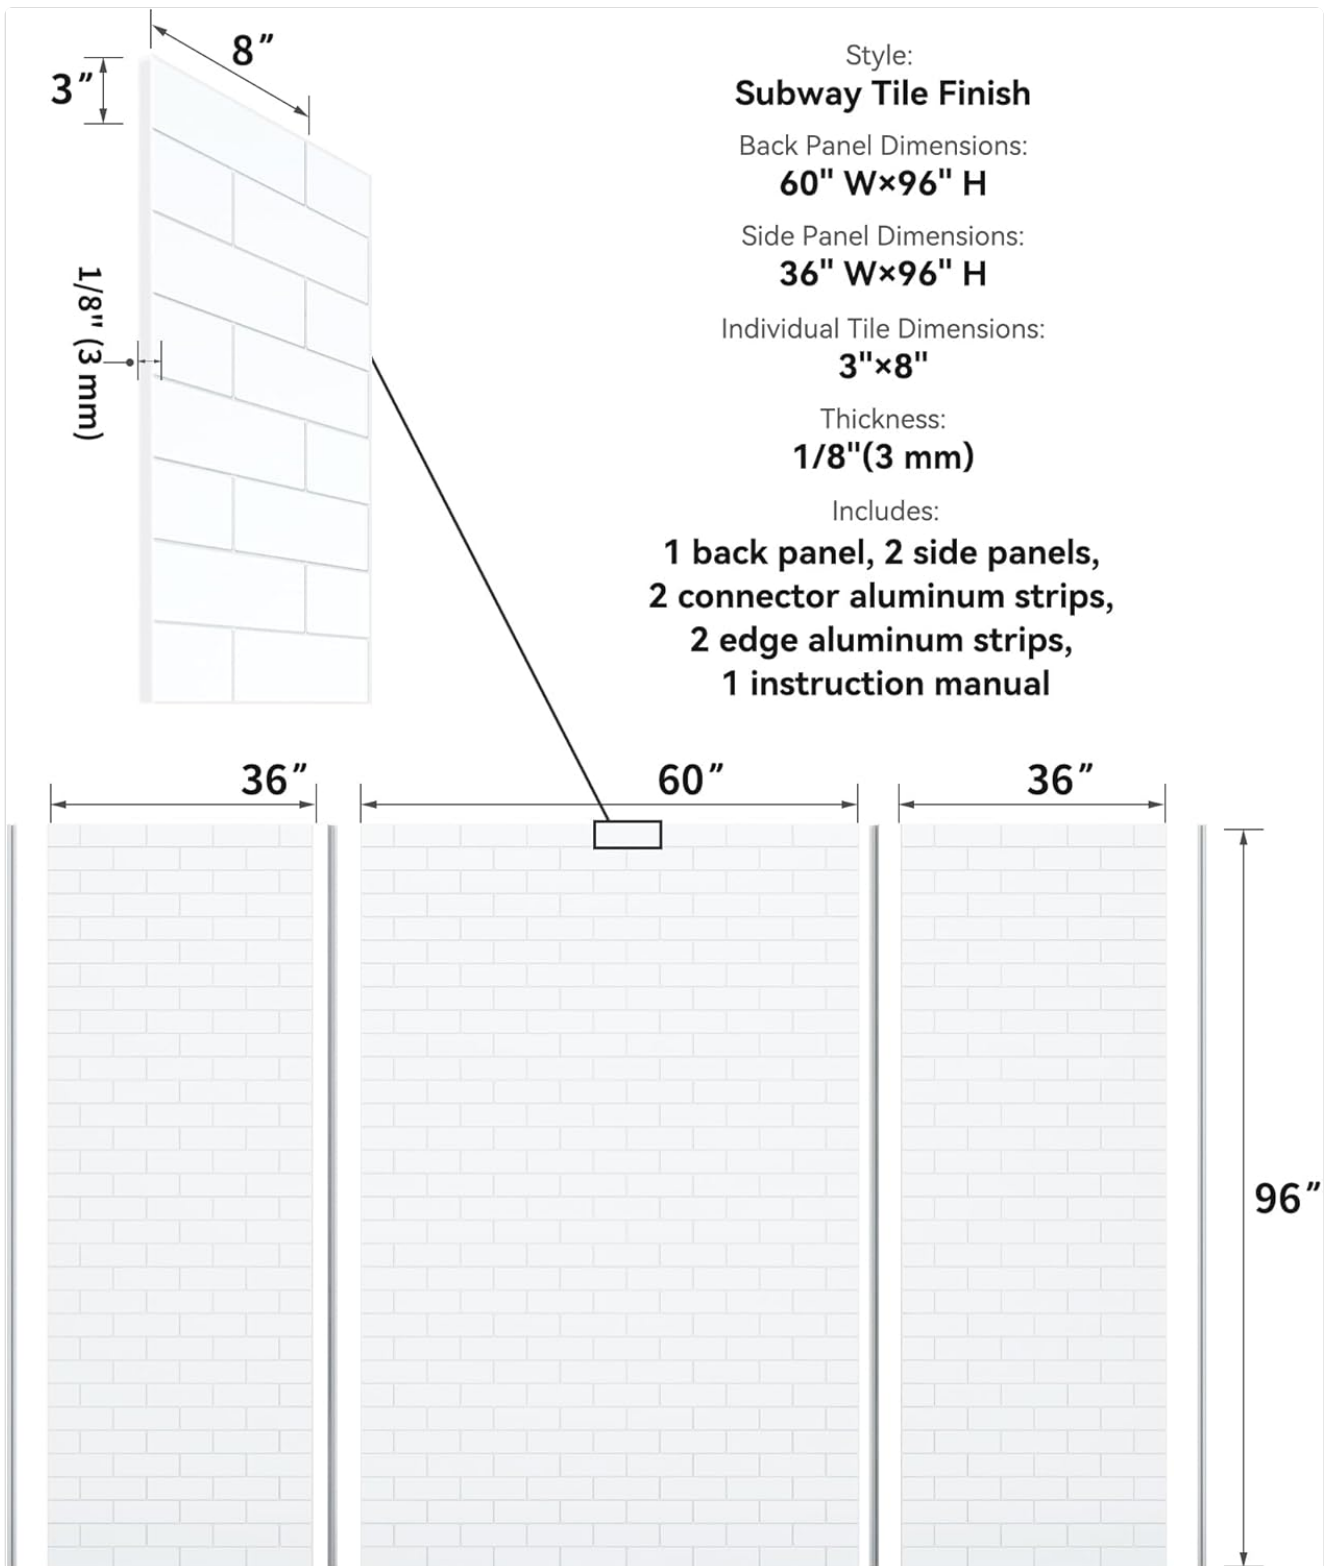 8”
3”
Style:
Subway Tile Finish
Back Panel Dimensions:
60" W×96" H
Side Panel Dimensions:
36" W×96" H
1/8" (3 mm)
Individual Tile Dimensions:
3"×8"
Thickness:
1/8"(3 mm)
Includes:
1 back panel, 2 side panels,
2 connector aluminum strips,
2 edge aluminum strips,
1 instruction manual
36”
60”
36”
96”